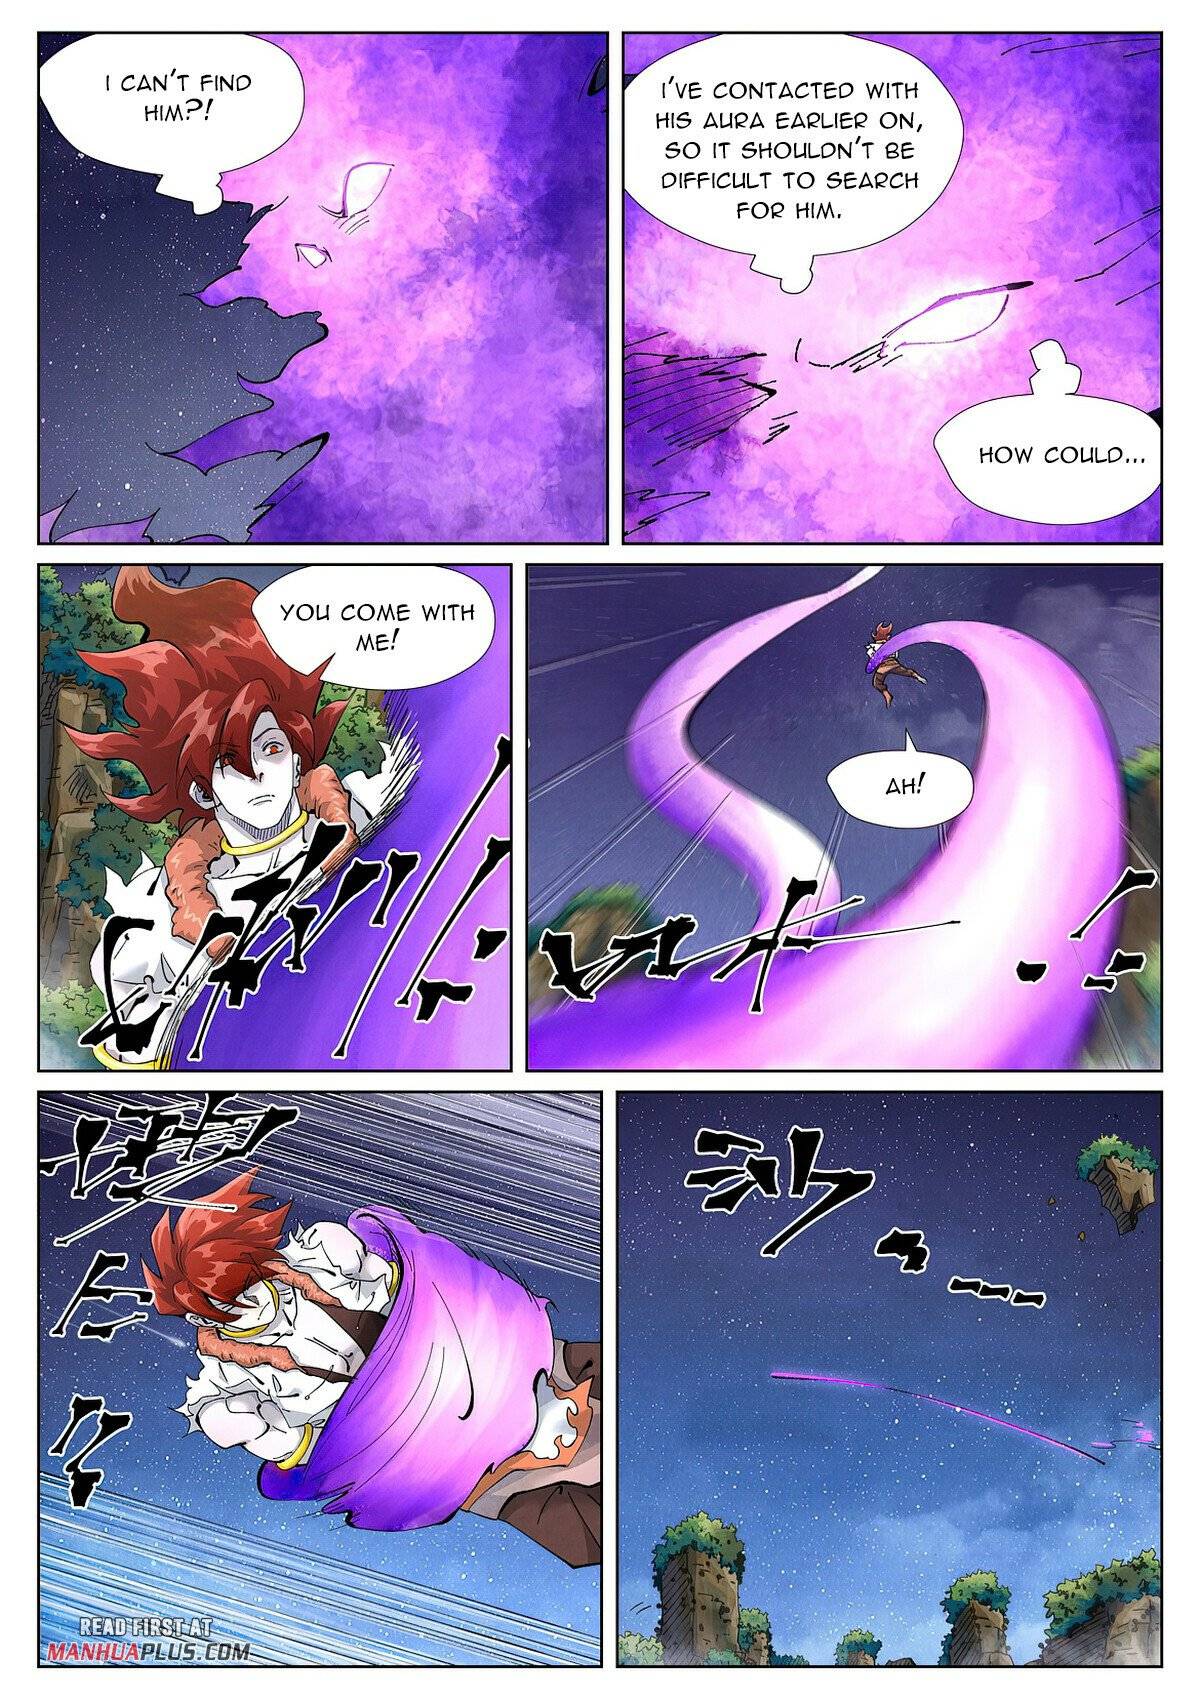 I CAN'T FIND
HIM?!
I'VE CONTACTED WITH
HIS AURA EARLIER ON,
SO IT SHOULDN'T BE
DIFFICULT TO SEARCH
FOR HIM.
HOW COULD...
YOU COME WITH
ME!
AH!
READ FIRST AT
MANHUAPLUS.COM